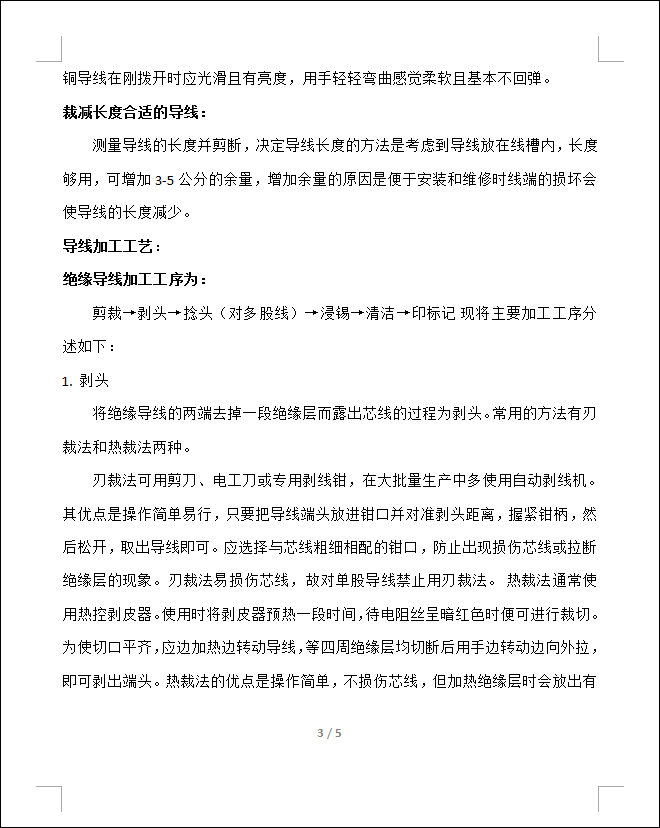 铜导线在刚拨开时应光滑且有亮度，用手轻轻弯曲感觉柔软且基本不回弹。
裁减长度合适的导线：
测量导线的长度并剪断，决定导线长度的方法是考虑到导线放在线槽内，长度
够用，可增加 3-5 公分的余量，增加余量的原因是便于安装和维修时线端的损坏会
使导线的长度减少。
导线加工工艺：
绝缘导线加工工序为：
剪裁→剥头→捻头（对多股线）→浸锡→清洁→印标记 现将主要加工工序分
述如下：
1. 剥头
将绝缘导线的两端去掉一段绝缘层而露出芯线的过程为剥头。常用的方法有刃
裁法和热裁法两种。
刃裁法可用剪刀、电工刀或专用剥线钳，在大批量生产中多使用自动剥线机。
其优点是操作简单易行，只要把导线端头放进钳口并对准剥头距离，握紧钳柄，然
后松开，取出导线即可。应选择与芯线粗细相配的钳口，防止出现损伤芯线或拉断
绝缘层的现象。刃裁法易损伤芯线，故对单股导线禁止用刃裁法。 热裁法通常使
用热控剥皮器。使用时将剥皮器预热一段时间，待电阻丝呈暗红色时便可进行裁切。
为使切口平齐，应边加热边转动导线，等四周绝缘层均切断后用手边转动边向外拉，
即可剥出端头。热裁法的优点是操作简单，不损伤芯线，但加热绝缘层时会放出有
3 / 5